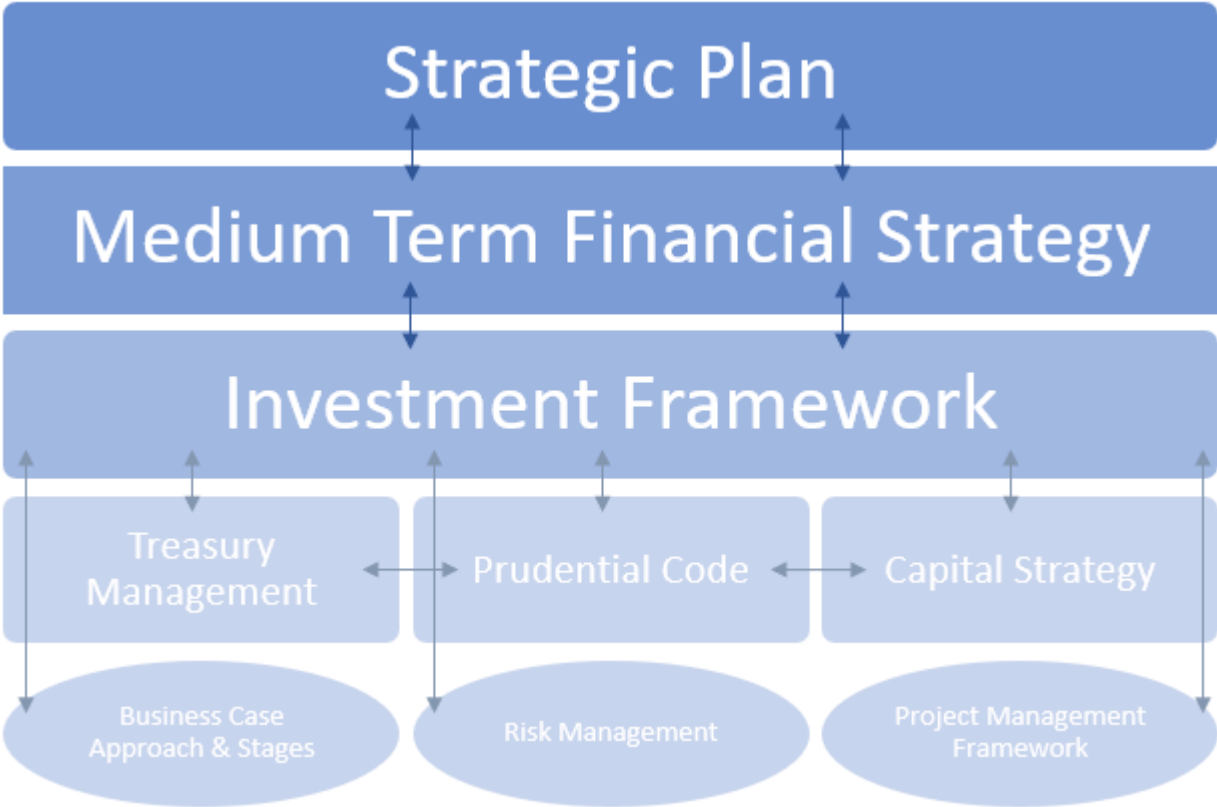 Strategic Plan
Medium Term Financial Strategy
Investment Framework
Treasury
Management
Prudential Code
Capital Strategy
Business Case
Approach & Stages
Risk Management
Project Management
Framework